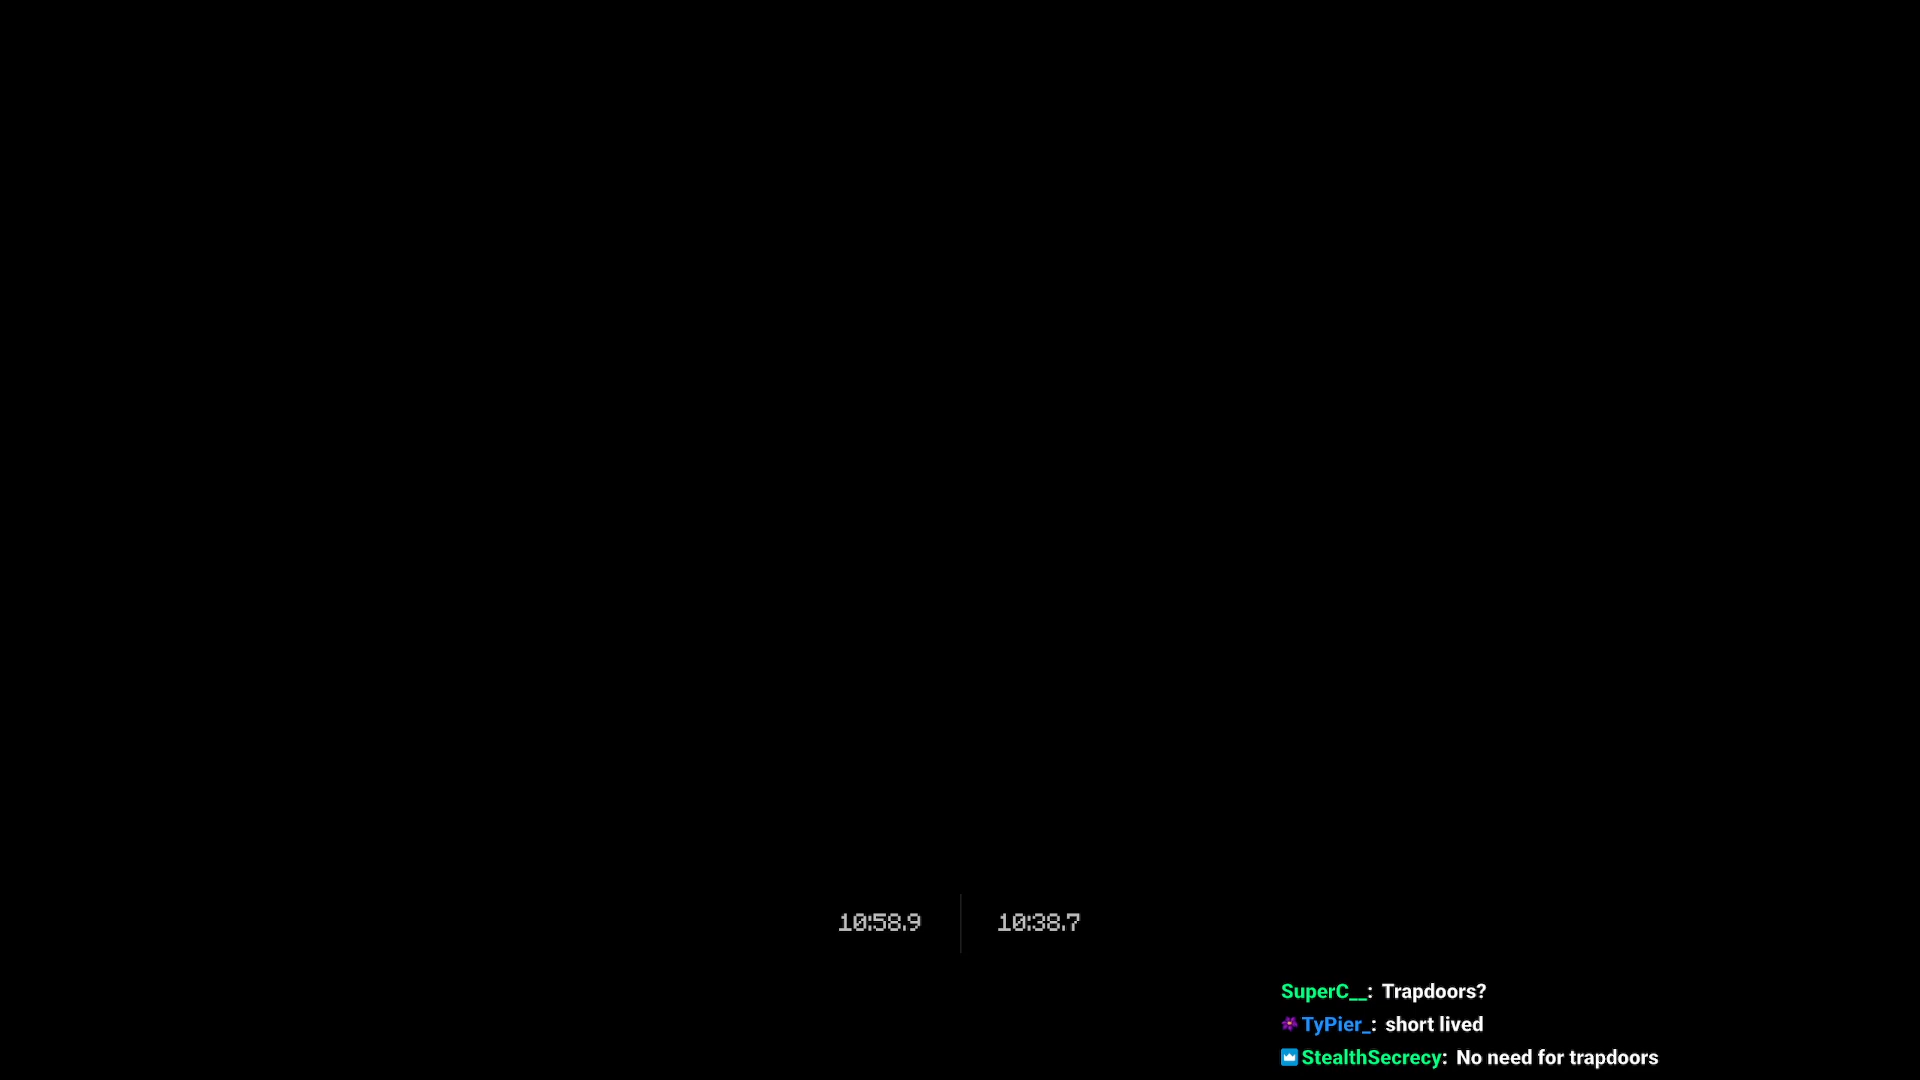 10:58.9 10:38.7
SuperC__: Trapdoors?
TyPier_: short lived
StealthSecrecy: No need for trapdoors